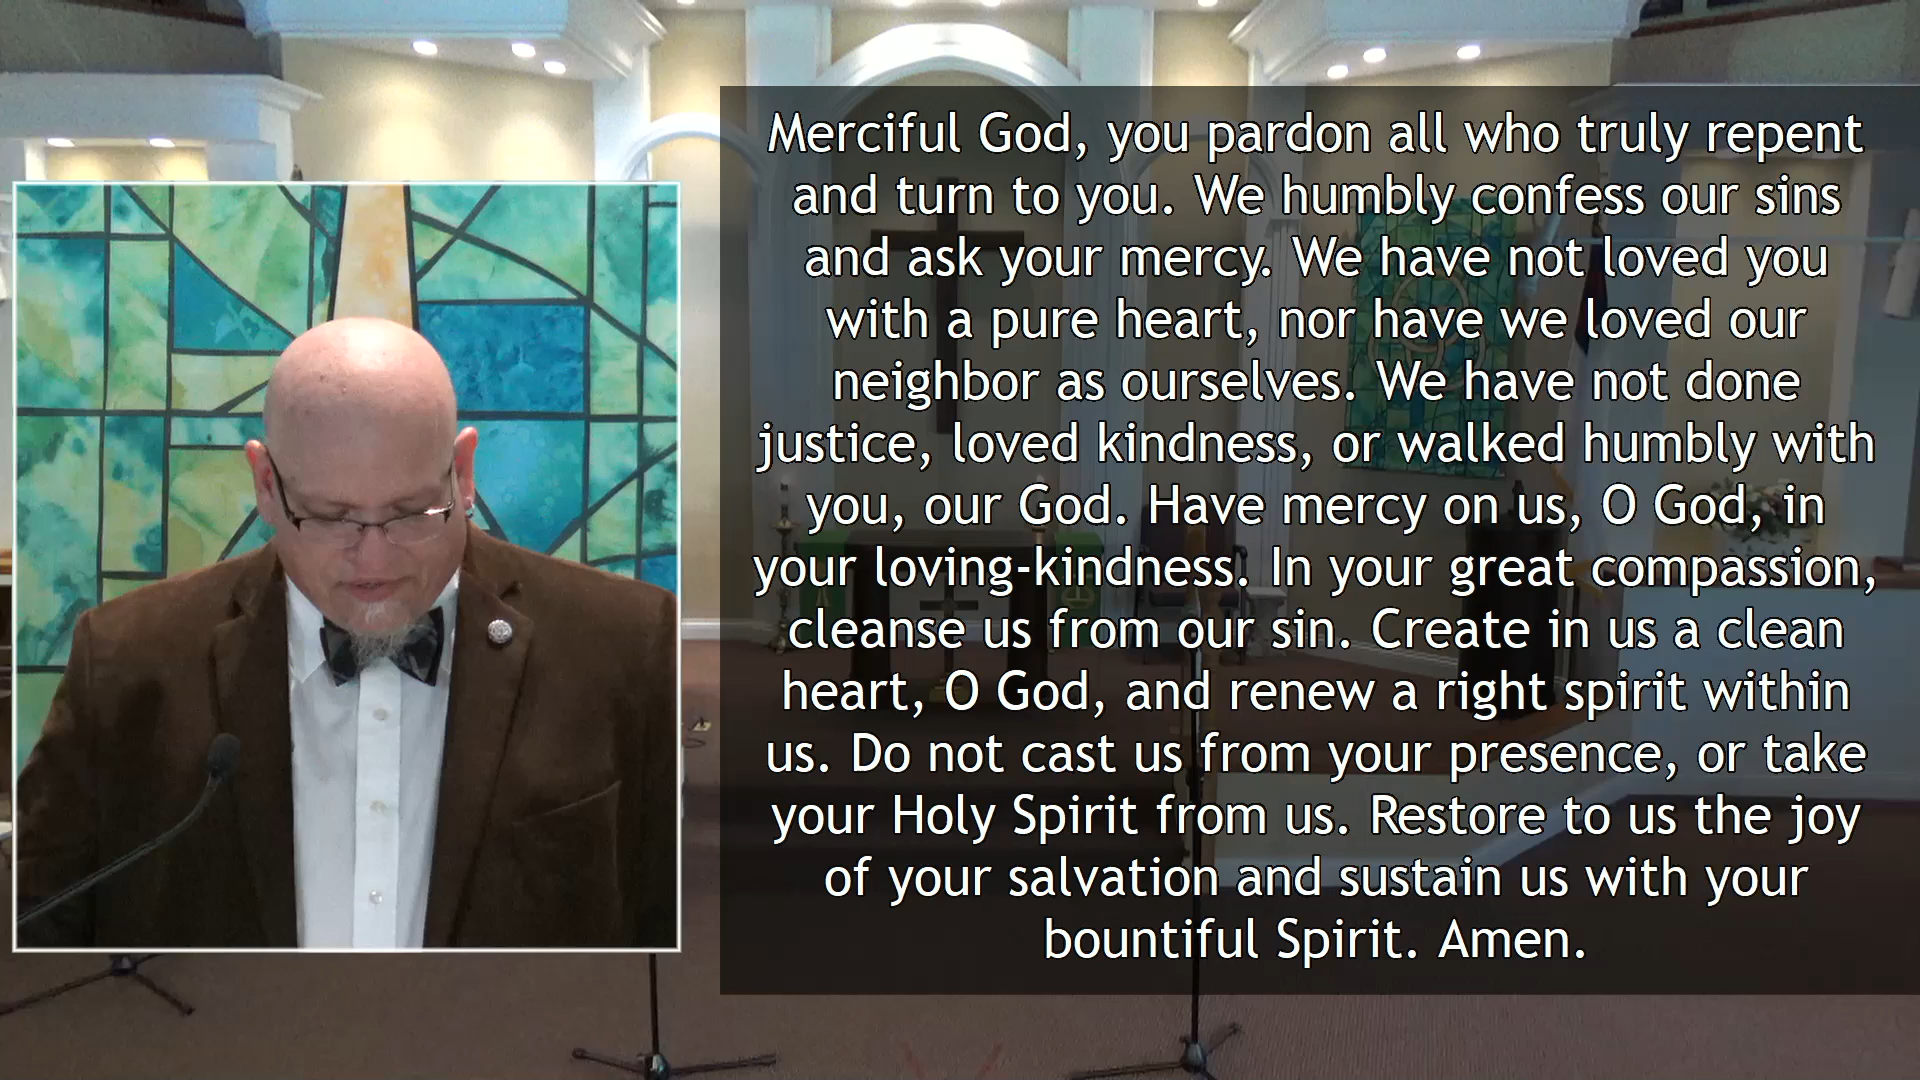 Merciful God, you pardon all who truly repent
and turn to you. We humbly confess our sins
and ask your mercy. We have not loved you
with a pure heart, nor have we loved our
neighbor as ourselves. We have not done
justice, loved kindness, or walked humbly with
you, our God. Have mercy on us, O God, in
your loving-kindness. In your great compassion,
cleanse us from our sin. Create in us a clean
heart, O God, and renew a right spirit within
us. Do not cast us from your presence, or take
your Holy Spirit from us. Restore to us the joy
of your salvation and sustain us with your
bountiful Spirit. Amen.